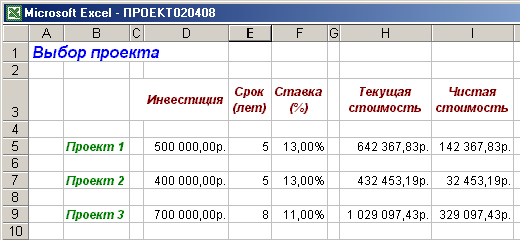 Microsoft Excel - ПРОЕКТ020408
A B C D E F G H I
1 Выбор проекта
2
3 Инвестиция Срок (лет) Ставка (%) Текущая стоимость Чистая стоимость
4
5 Проект 1 500 000,00р. 5 13,00% 642 367,83р. 142 367,83р.
6
7 Проект 2 400 000,00р. 5 13,00% 432 453,19р. 32 453,19р.
8
9 Проект 3 700 000,00р. 8 11,00% 1 029 097,43р. 329 097,43р.
10